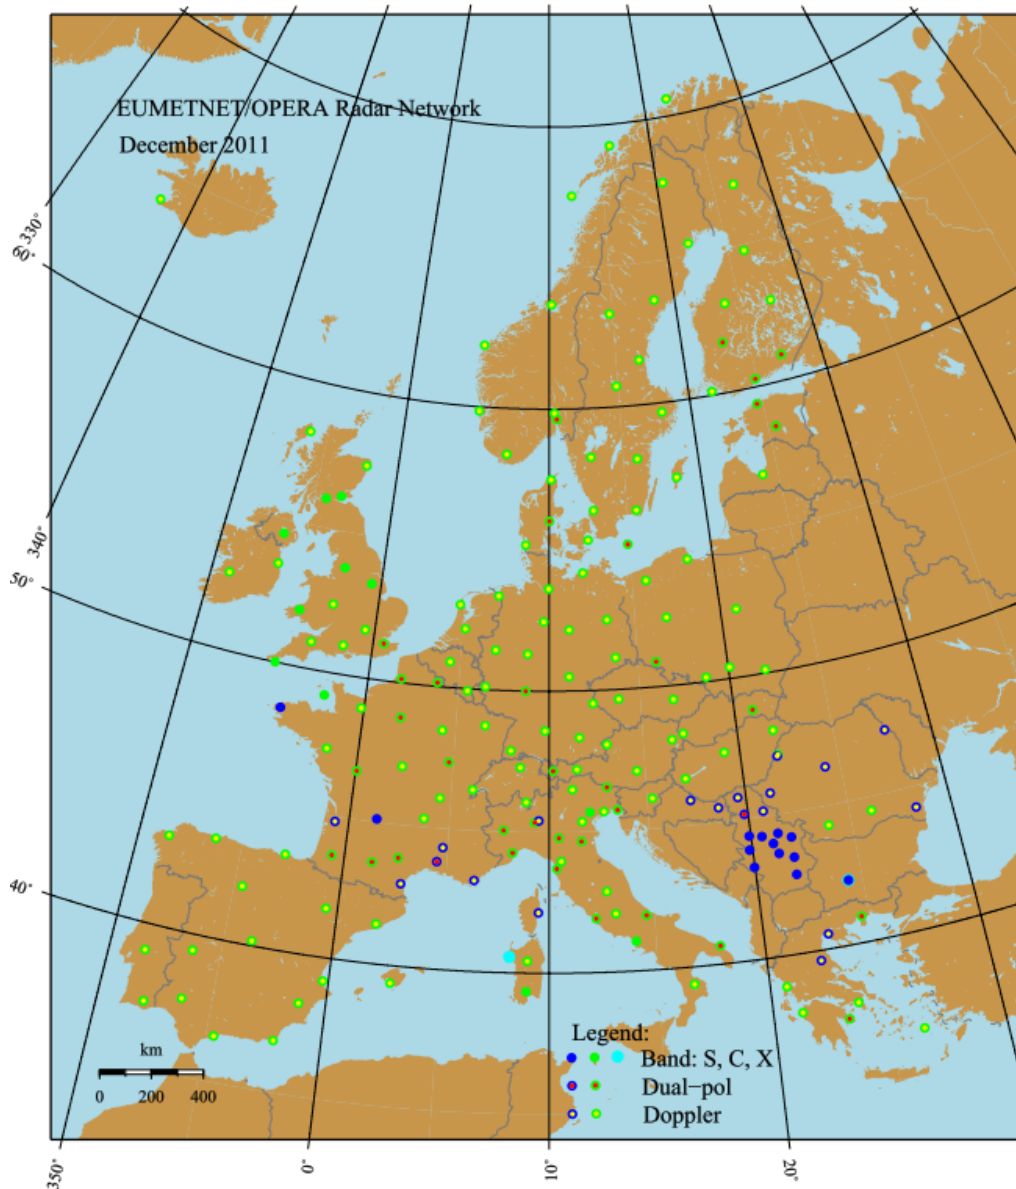 EUMETNET/OPERA Radar Network
December 2011
330°
60°
340°
50°
40°
km
0 200 400
Legend:
Band: S, C, X
Dual-pol
Doppler
350°
0°
10°
20°